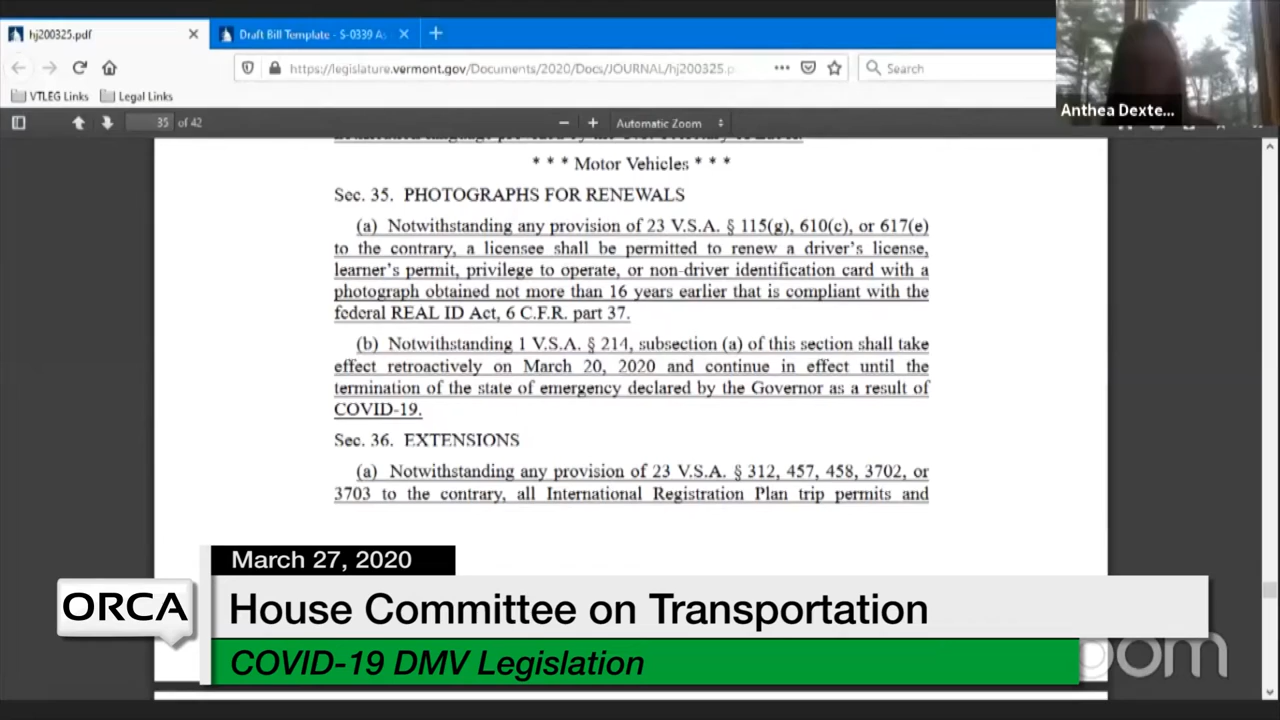 hj200325.pdf
Draft Bill Template - S-0339 As
https://legislature.vermont.gov/Documents/2020/Docs/JOURNAL/hj200325.p
Search
VTLEG Links
Legal Links
35 of 42
Automatic Zoom
Anthea Dexte...
* * * Motor Vehicles * * *
Sec. 35. PHOTOGRAPHS FOR RENEWALS
(a) Notwithstanding any provision of 23 V.S.A. § 115(g), 610(c), or 617(e)
to the contrary, a licensee shall be permitted to renew a driver's license,
learner's permit, privilege to operate, or non-driver identification card with a
photograph obtained not more than 16 years earlier that is compliant with the
federal REAL ID Act, 6 C.F.R. part 37.
(b) Notwithstanding 1 V.S.A. § 214, subsection (a) of this section shall take
effect retroactively on March 20, 2020 and continue in effect until the
termination of the state of emergency declared by the Governor as a result of
COVID-19.
Sec. 36. EXTENSIONS
(a) Notwithstanding any provision of 23 V.S.A. § 312, 457, 458, 3702, or
3703 to the contrary, all International Registration Plan trip permits and
March 27, 2020
ORCA
House Committee on Transportation
COVID-19 DMV Legislation
oom